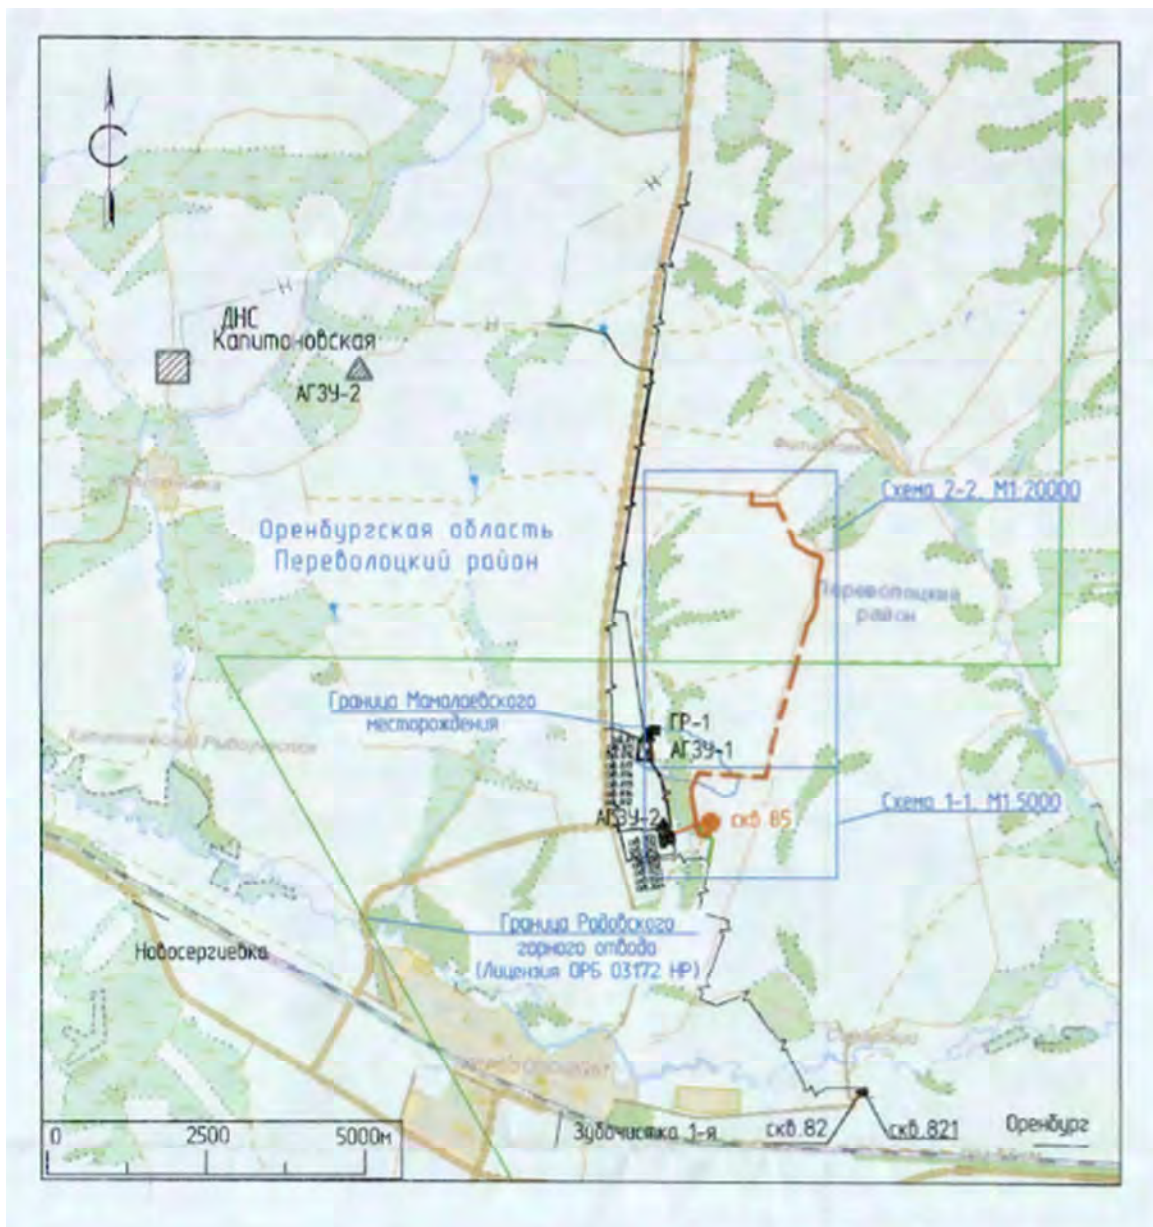 С
Н
Н
ДНС
Капитоновская
Н
АГЗУ-2
Схема 2-2. М1:20000
Оренбургская область
Переволоцкий район
Переволоцкий
район
Граница Мамалаевского
месторождения
ГР-1
АГЗУ-1
Схема 1-1. М1:5000
АГЗУ-2
скв 85
Граница Радовского
горного отвода
(Лицензия ОРБ 03172 НР)
Новосергиевка
0 2500 5000м
Зубочистка 1-я
скв.82
скв.821
Оренбург